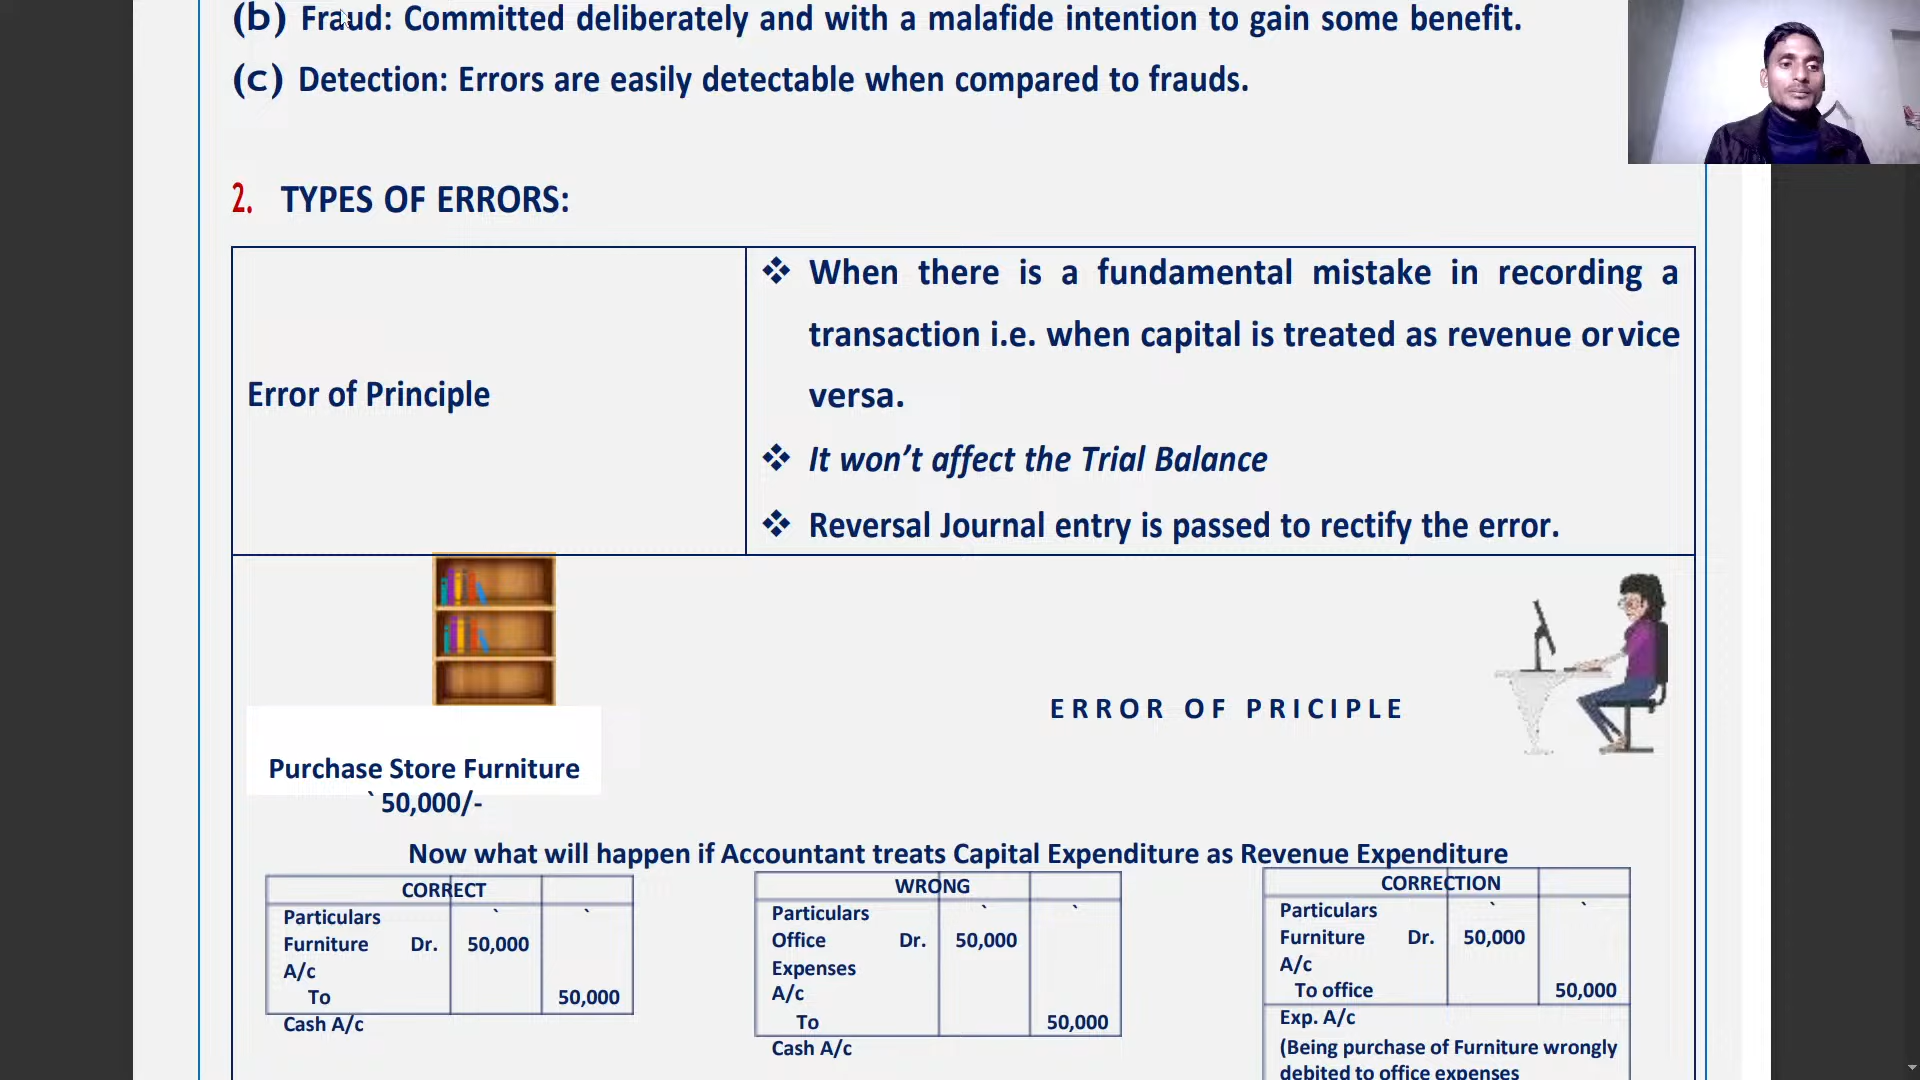 (b) Fraud: Committed deliberately and with a malafide intention to gain some benefit.
(c) Detection: Errors are easily detectable when compared to frauds.
2. TYPES OF ERRORS:
Error of Principle
❖ When there is a fundamental mistake in recording a
transaction i.e. when capital is treated as revenue or vice
versa.
❖ It won’t affect the Trial Balance
❖ Reversal Journal entry is passed to rectify the error.
ERROR OF PRICIPLE
Purchase Store Furniture
` 50,000/-
Now what will happen if Accountant treats Capital Expenditure as Revenue Expenditure
CORRECT
Particulars ` `
Furniture Dr. 50,000
A/c
To 50,000
Cash A/c
WRONG
Particulars ` `
Office Dr. 50,000
Expenses
A/c
To 50,000
Cash A/c
CORRECTION
Particulars ` `
Furniture Dr. 50,000
A/c
To office 50,000
Exp. A/c
(Being purchase of Furniture wrongly
debited to office expenses